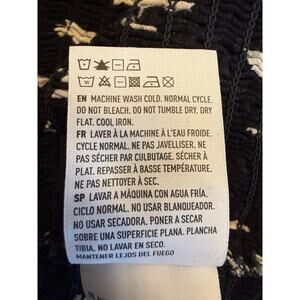 EN MACHINE WASH COLD. NORMAL CYCLE.
DO NOT BLEACH. DO NOT TUMBLE DRY. DRY
FLAT. COOL IRON.
FR LAVER À LA MACHINE À L'EAU FROIDE.
CYCLE NORMAL. NE PAS JAVELLISER. NE
PAS SÉCHER PAR CULBUTAGE. SÉCHER À
PLAT. REPASSER À BASSE TEMPÉRATURE.
NE PAS NETTOYER À SEC.
SP LAVAR A MÁQUINA CON AGUA FRÍA.
CICLO NORMAL. NO USAR BLANQUEADOR.
NO USAR SECADORA. PONER A SECAR
SOBRE UNA SUPERFICIE PLANA. PLANCHA
TIBIA. NO LAVAR EN SECO.
MANTENER LEJOS DEL FUEGO